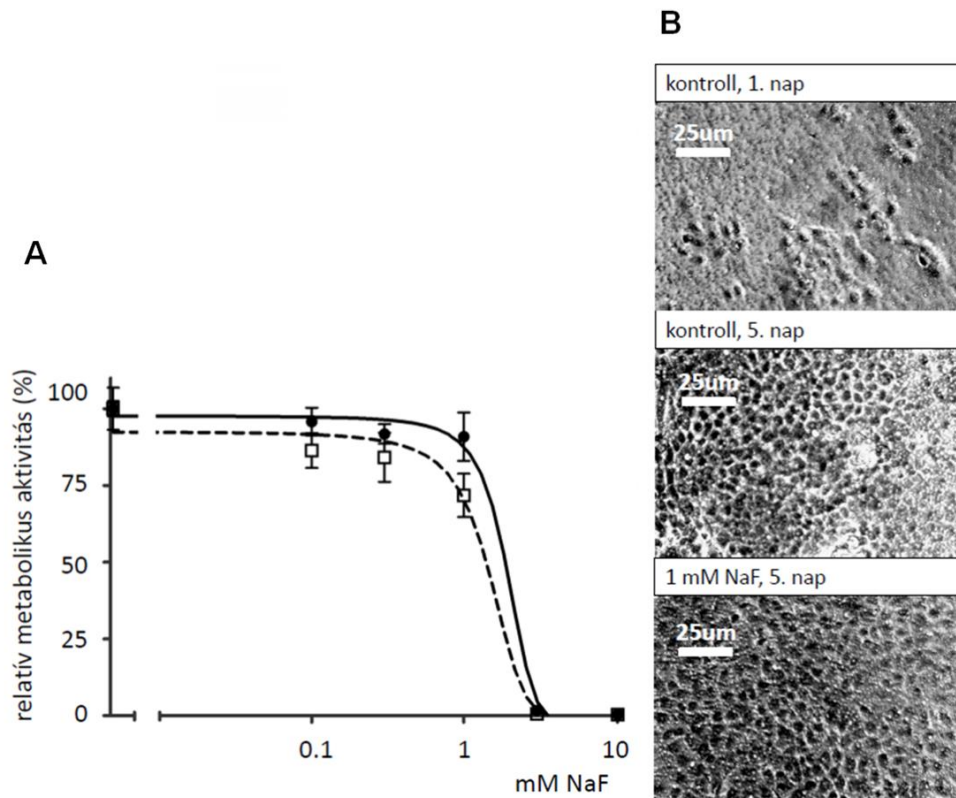 A
relatív metabolikus aktivitás (%)
100
75
50
25
0
0.1
1
10
mM NaF
B
kontroll, 1. nap
25um
kontroll, 5. nap
25um
1 mM NaF, 5. nap
25um